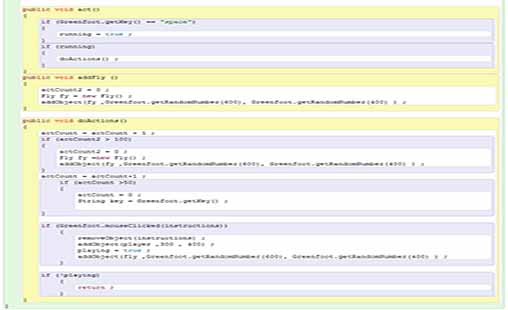 public void act()
{
if (Greenfoot.getKey() == "space")
{
running = true ;
}
if (running)
{
doActions() ;
}
}
public void addFly ()
{
actCount2 = 0 ;
Fly fy = new Fly() ;
addObject(fy ,Greenfoot.getRandomNumber(600), Greenfoot.getRandomNumber(400) ) ;
}
public void doActions()
{
actCount = actCount + 1 ;
if (actCount2 > 100)
{
actCount2 = 0 ;
Fly fy =new Fly() ;
addObject(fy ,Greenfoot.getRandomNumber(600), Greenfoot.getRandomNumber(400) ) ;
}
actCount = actCount+1 ;
if (actCount >50)
{
actCount = 0 ;
String key = Greenfoot.getKey() ;
}
if (Greenfoot.mouseClicked(instructions))
{
removeObject(instructions) ;
addObject(player ,300 , 400) ;
playing = true ;
addObject(fly ,Greenfoot.getRandomNumber(600), Greenfoot.getRandomNumber(400) ) ;
}
if (!playing)
{
return ;
}
}
}